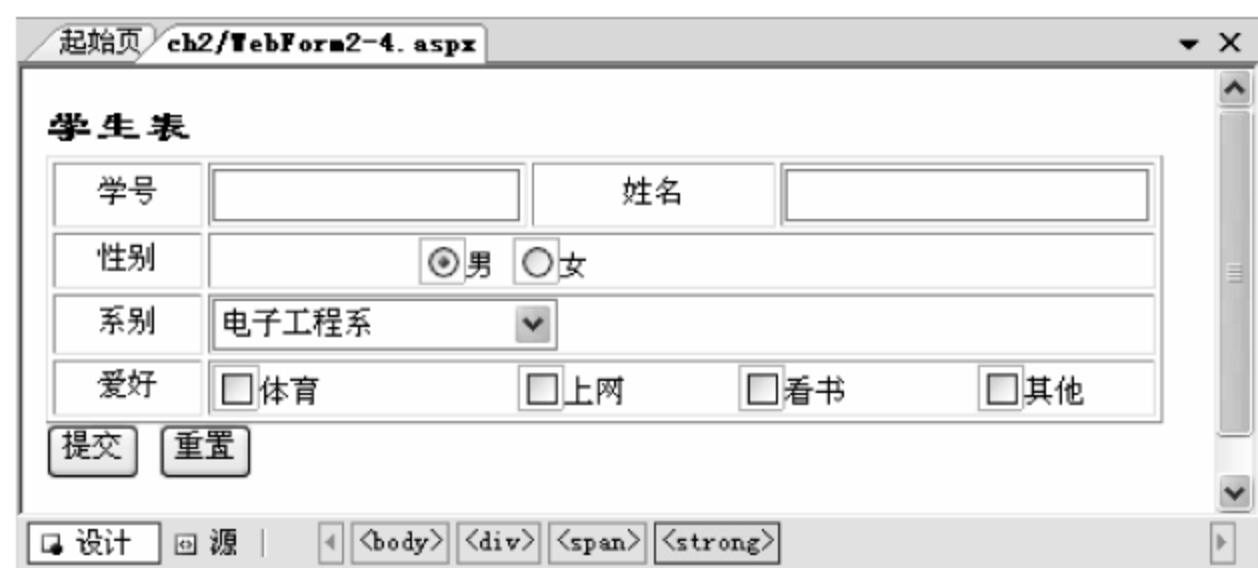 起始页 ch2/WebForm2-4.aspx
学生表
学号 姓名
性别 男 女
系别 电子工程系
爱好 体育 上网 看书 其他
提交 重置
设计 源 <body> <div> <span> <strong>